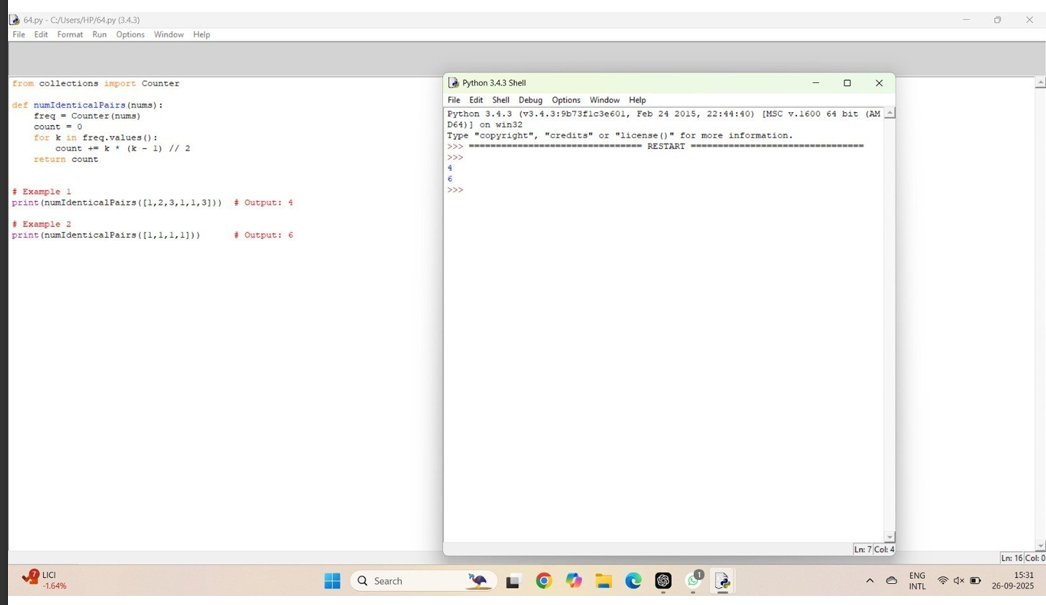 64.py - C:/Users/HP/64.py (3.4.3)
File Edit Format Run Options Window Help
from collections import Counter
def numIdenticalPairs(nums):
    freq = Counter(nums)
    count = 0
    for k in freq.values():
        count += k * (k - 1) // 2
    return count
# Example 1
print(numIdenticalPairs([1,2,3,1,1,3]))  # Output: 4
# Example 2
print(numIdenticalPairs([1,1,1,1]))      # Output: 6
Ln: 16 Col: 0
Python 3.4.3 Shell
File Edit Shell Debug Options Window Help
Python 3.4.3 (v3.4.3:9b73f1c3e601, Feb 24 2015, 22:44:40) [MSC v.1600 64 bit (AM
D64)] on win32
Type "copyright", "credits" or "license()" for more information.
>>> ================================ RESTART ================================
>>>
4
6
>>>
Ln: 7 Col: 4
7
LICI
-1.64%
Search
1
ENG
INTL
15:31
26-09-2025